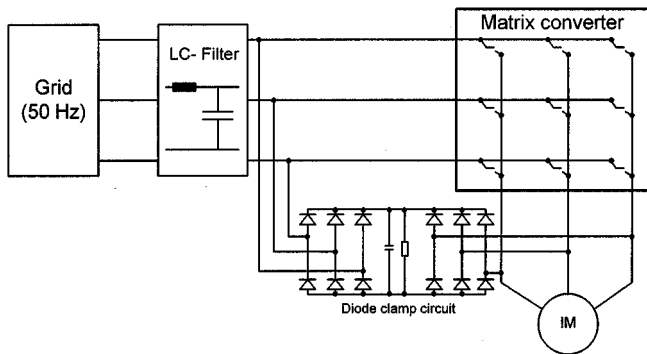 Matrix converter
LC- Filter
Grid
(50 Hz)
Diode clamp circuit
IM